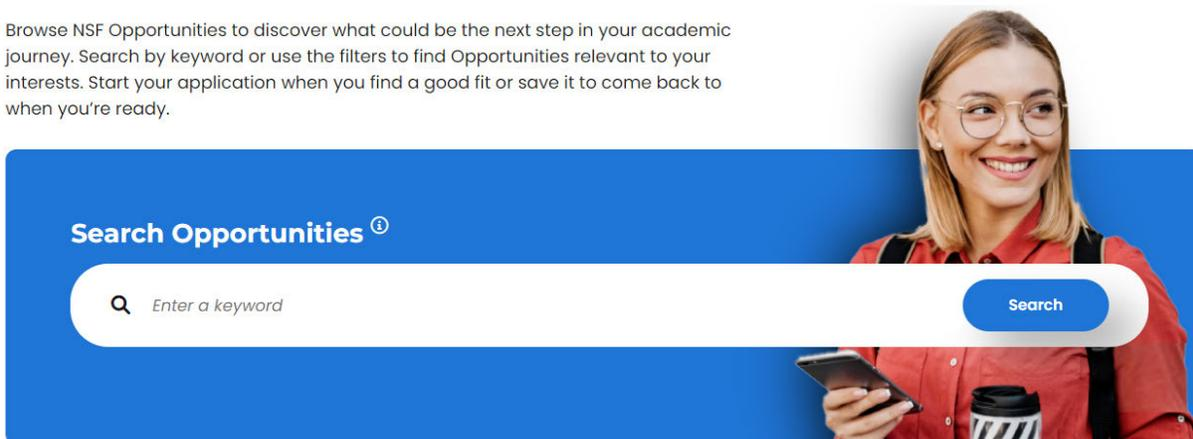 Browse NSF Opportunities to discover what could be the next step in your academic
journey. Search by keyword or use the filters to find Opportunities relevant to your
interests. Start your application when you find a good fit or save it to come back to
when you’re ready.
Search Opportunities
Enter a keyword
Search